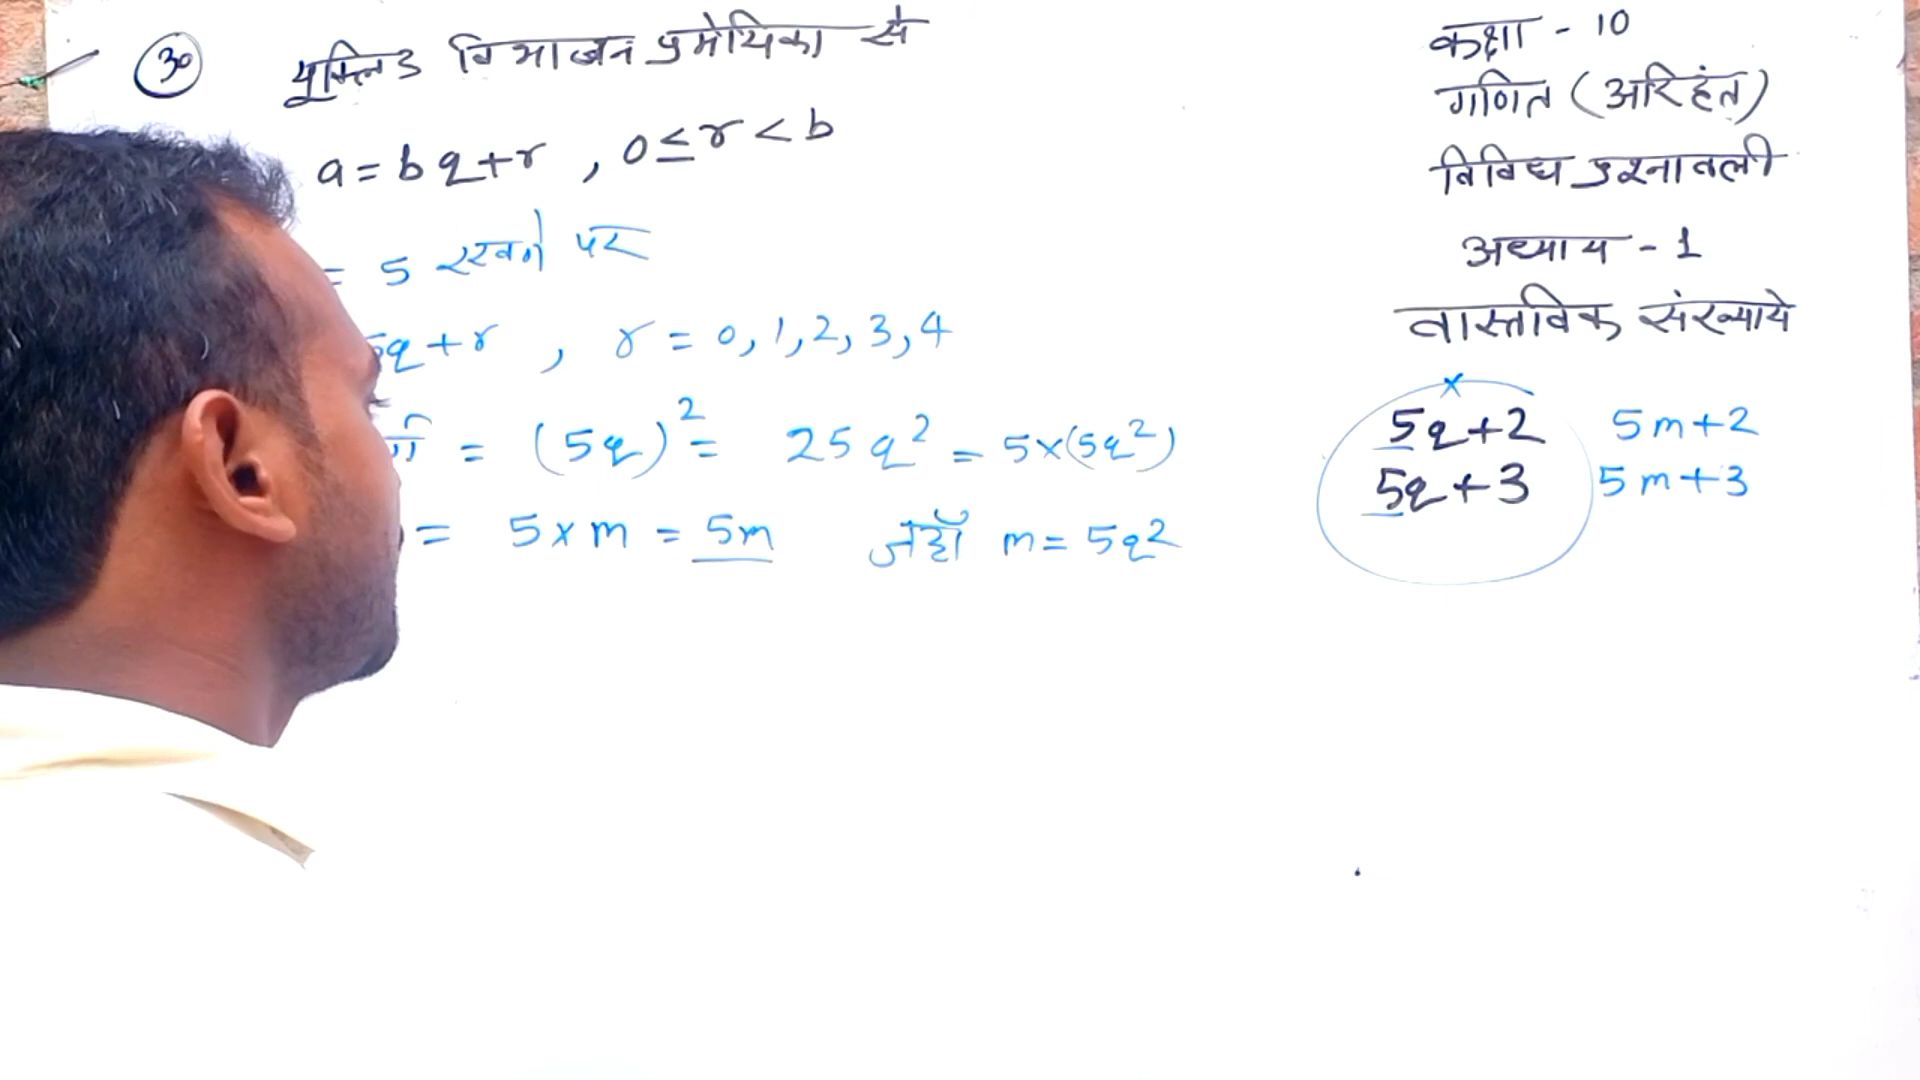 30 यूक्लिड विभाजन प्रमेयिका से
a = bq + r , 0 ≤ r < b
= 5 रखने पर
5q + r , r = 0, 1, 2, 3, 4
= (5q)² = 25q² = 5×(5q²)
= 5×m = 5m जहाँ m = 5q²
कक्षा - 10
गणित (अरिहंत)
विविध प्रश्नावली
अध्याय - 1
वास्तविक संख्याये
x
5q+2 5m+2
5q+3 5m+3